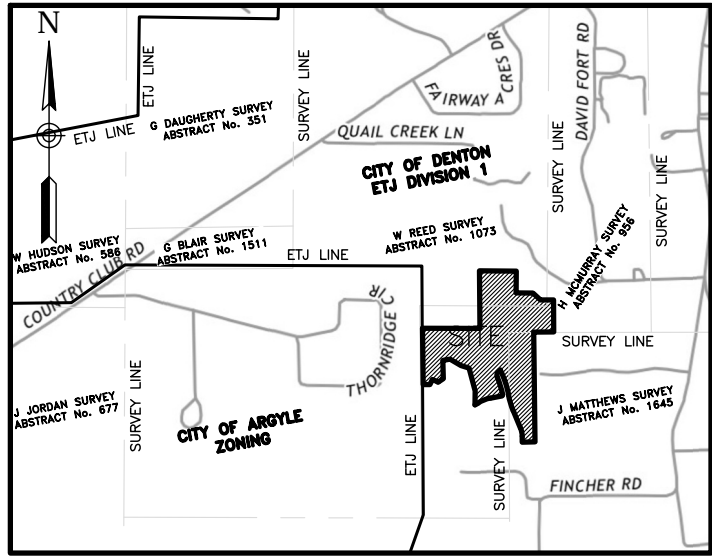 N
ETJ LINE
SURVEY LINE
FAIRWAY ACRES DR
DAVID FORT RD
G DAUGHERTY SURVEY
ABSTRACT No. 351
ETJ LINE
QUAIL CREEK LN
CITY OF DENTON
ETJ DIVISION 1
SURVEY LINE
SURVEY LINE
W HUDSON SURVEY
ABSTRACT No. 586
G BLAIR SURVEY
ABSTRACT No. 1511
ETJ LINE
W REED SURVEY
ABSTRACT No. 1073
H MCMURRAY SURVEY
ABSTRACT No. 956
COUNTRY CLUB RD
THORNRIDGE CIR
SITE
SURVEY LINE
J JORDAN SURVEY
ABSTRACT No. 677
SURVEY LINE
CITY OF ARGYLE
ZONING
ETJ LINE
SURVEY LINE
J MATTHEWS SURVEY
ABSTRACT No. 1645
FINCHER RD